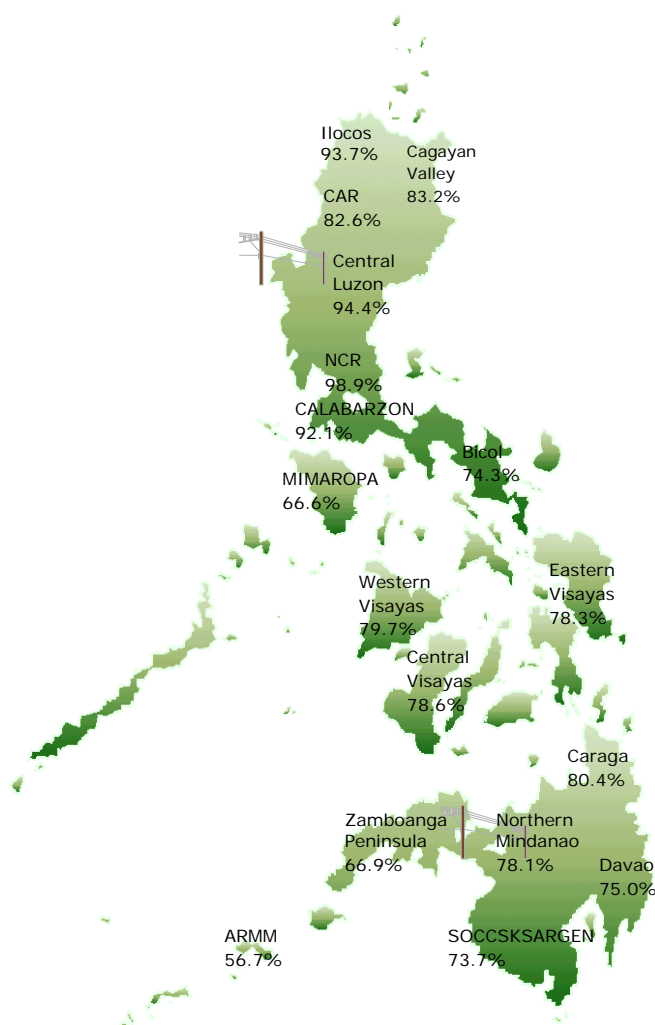 Ilocos
93.7%
Cagayan
Valley
83.2%
CAR
82.6%
Central
Luzon
94.4%
NCR
98.9%
CALABARZON
92.1%
Bicol
74.3%
MIMAROPA
66.6%
Eastern
Visayas
78.3%
Western
Visayas
79.7%
Central
Visayas
78.6%
Caraga
80.4%
Zamboanga
Peninsula
66.9%
Northern
Mindanao
78.1%
Davao
75.0%
ARMM
56.7%
SOCCSKSARGEN
73.7%